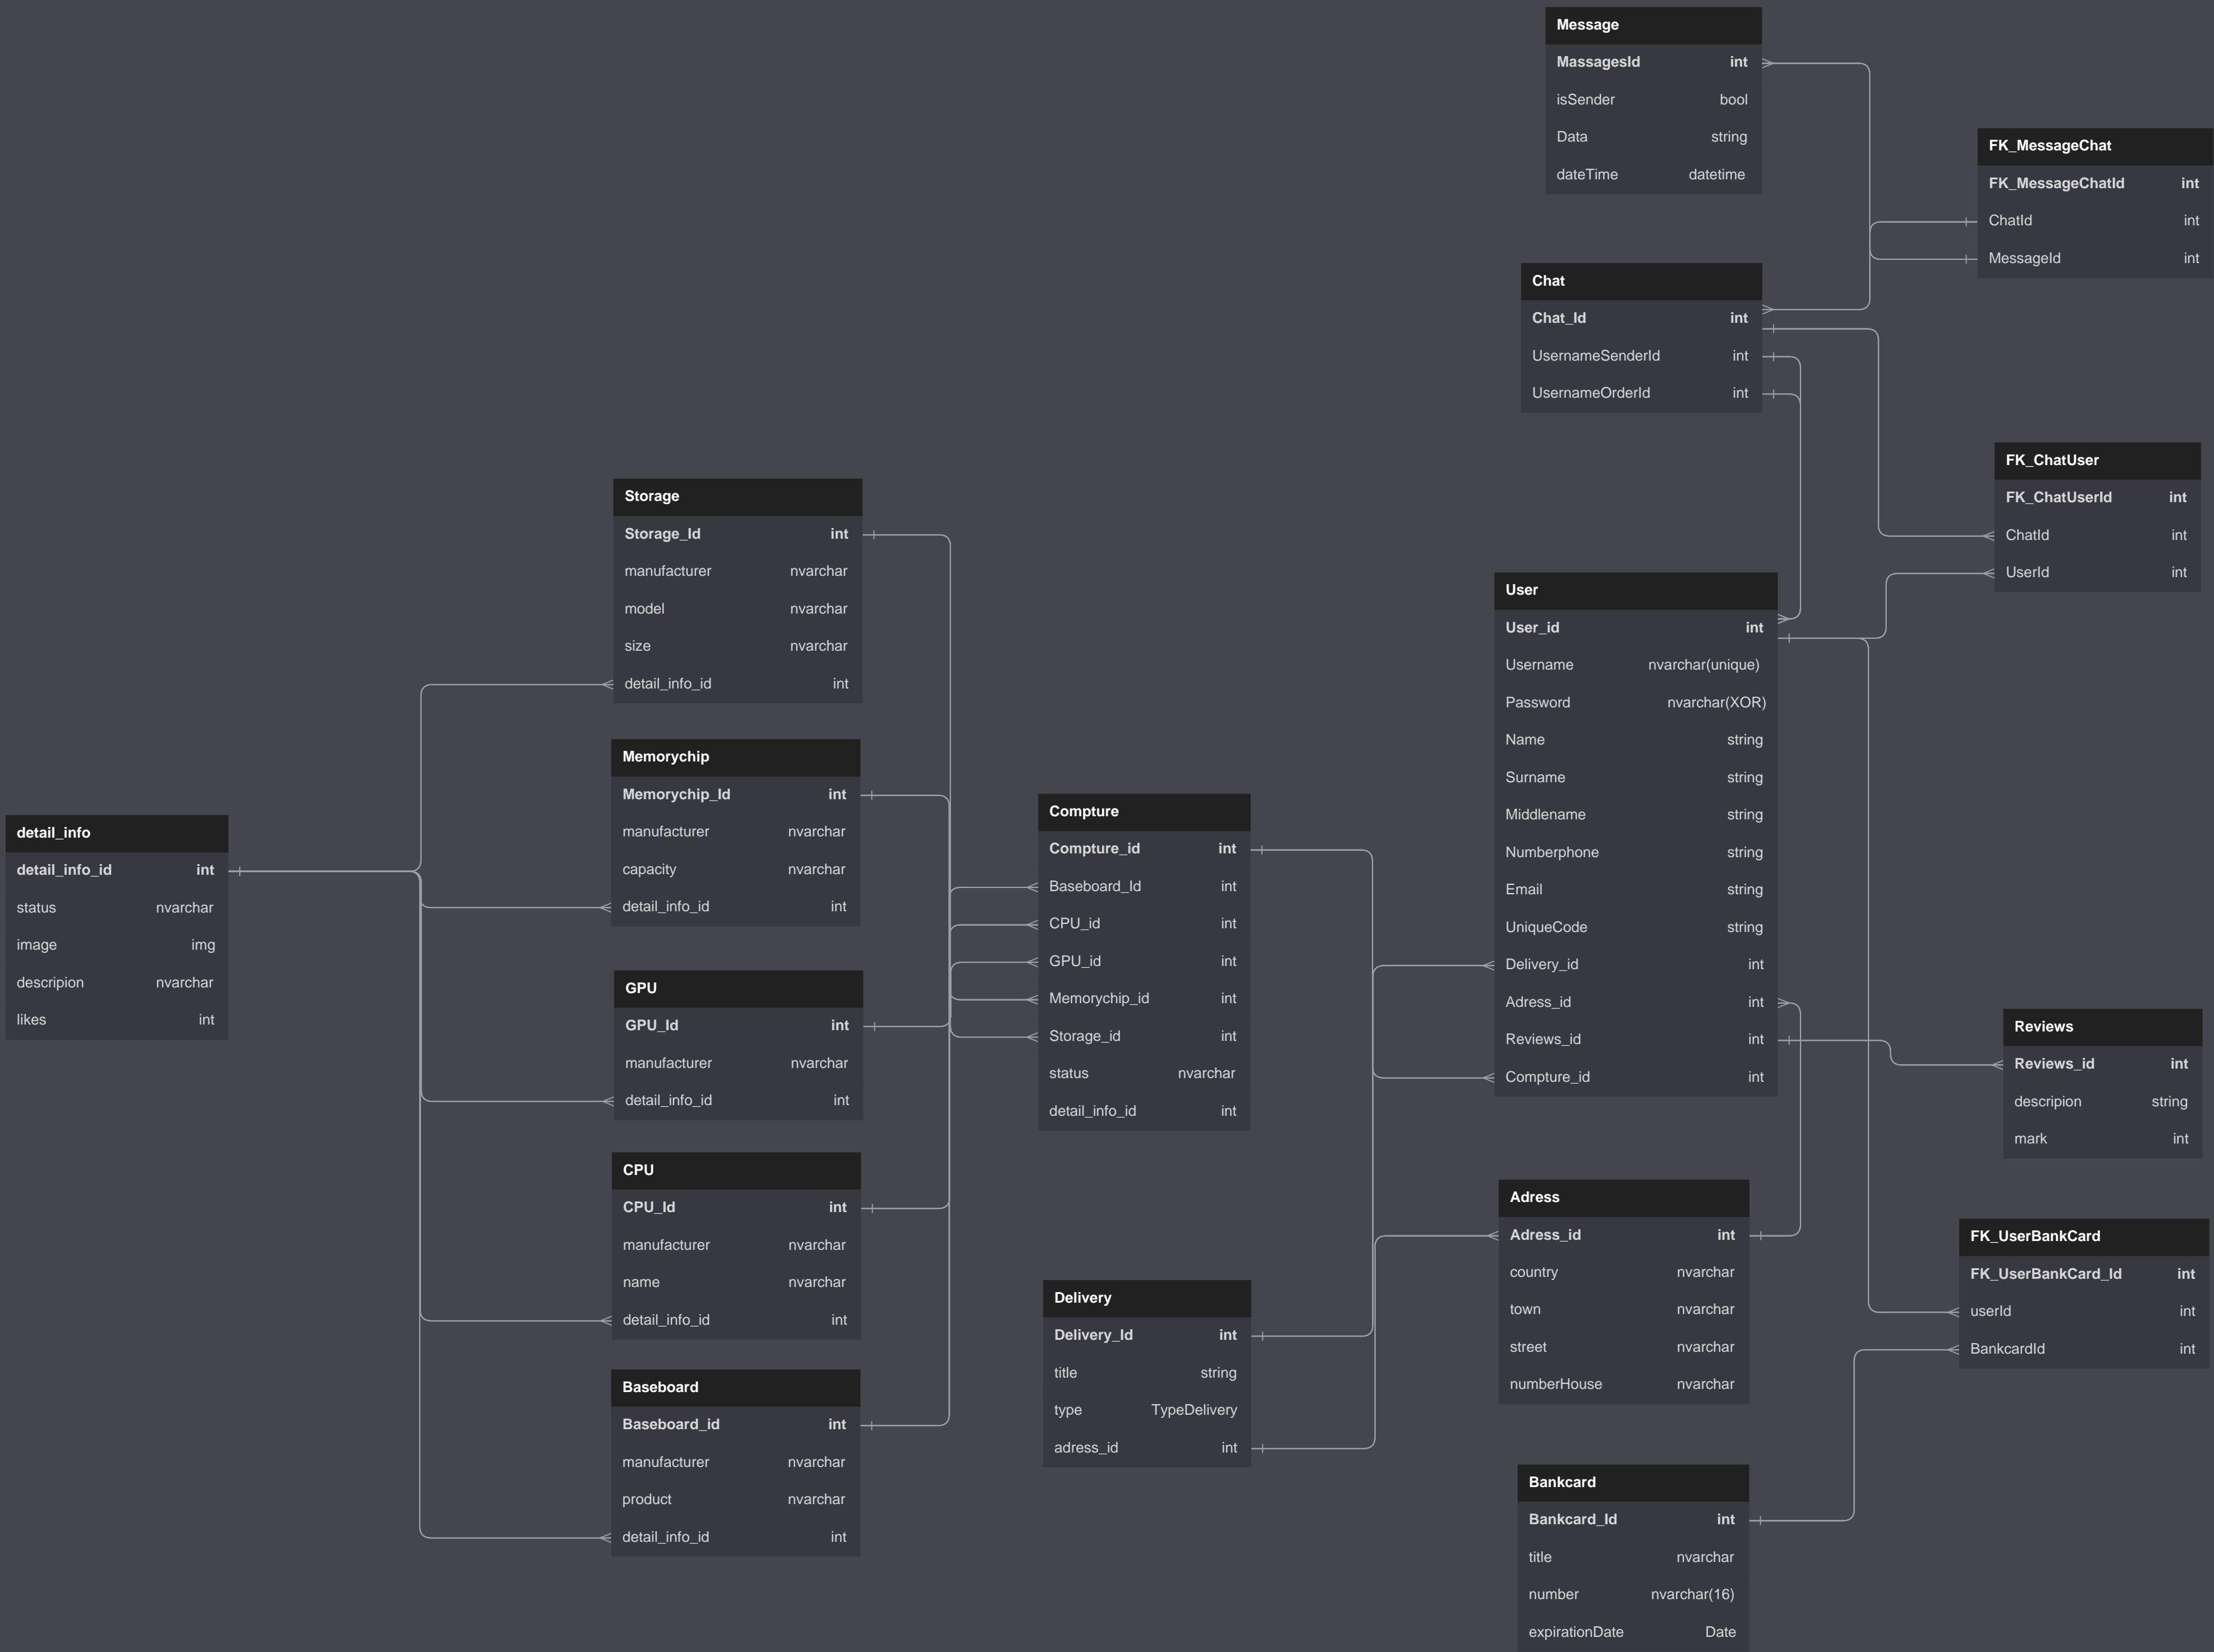 Message
MassagesId int
isSender bool
Data string
dateTime datetime
FK_MessageChat
FK_MessageChatId int
ChatId int
MessageId int
Chat
Chat_Id int
UsernameSenderId int
UsernameOrderId int
FK_ChatUser
FK_ChatUserId int
ChatId int
UserId int
Storage
Storage_Id int
manufacturer nvarchar
model nvarchar
size nvarchar
detail_info_id int
User
User_id int
Username nvarchar(unique)
Password nvarchar(XOR)
Name string
Surname string
Middlename string
Numberphone string
Email string
UniqueCode string
Delivery_id int
Adress_id int
Reviews_id int
Compture_id int
Memorychip
Memorychip_Id int
manufacturer nvarchar
capacity nvarchar
detail_info_id int
detail_info
detail_info_id int
status nvarchar
image img
descripion nvarchar
likes int
Compture
Compture_id int
Baseboard_Id int
CPU_id int
GPU_id int
Memorychip_id int
Storage_id int
status nvarchar
detail_info_id int
GPU
GPU_Id int
manufacturer nvarchar
detail_info_id int
Reviews
Reviews_id int
descripion string
mark int
CPU
CPU_Id int
manufacturer nvarchar
name nvarchar
detail_info_id int
Adress
Adress_id int
country nvarchar
town nvarchar
street nvarchar
numberHouse nvarchar
FK_UserBankCard
FK_UserBankCard_Id int
userId int
BankcardId int
Delivery
Delivery_Id int
title string
type TypeDelivery
adress_id int
Baseboard
Baseboard_id int
manufacturer nvarchar
product nvarchar
detail_info_id int
Bankcard
Bankcard_Id int
title nvarchar
number nvarchar(16)
expirationDate Date